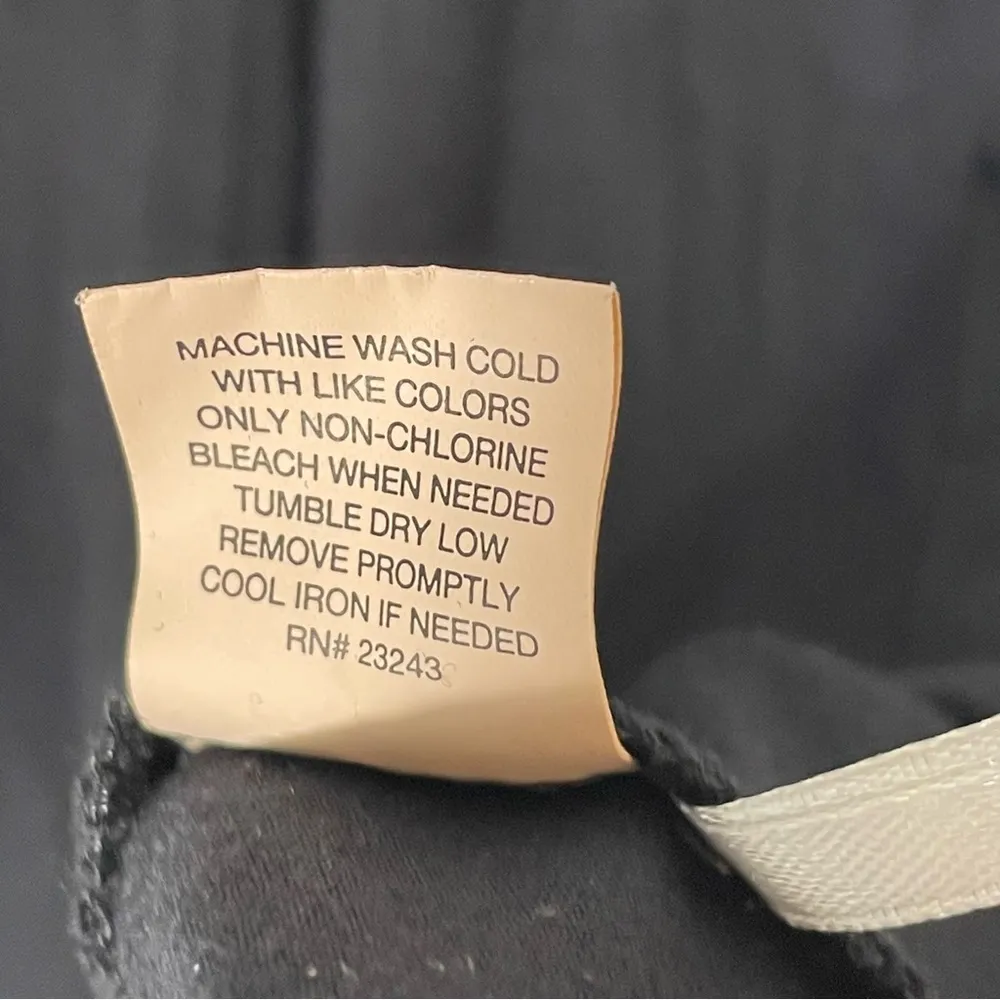 MACHINE WASH COLD
WITH LIKE COLORS
ONLY NON-CHLORINE
BLEACH WHEN NEEDED
TUMBLE DRY LOW
REMOVE PROMPTLY
COOL IRON IF NEEDED
RN# 23243